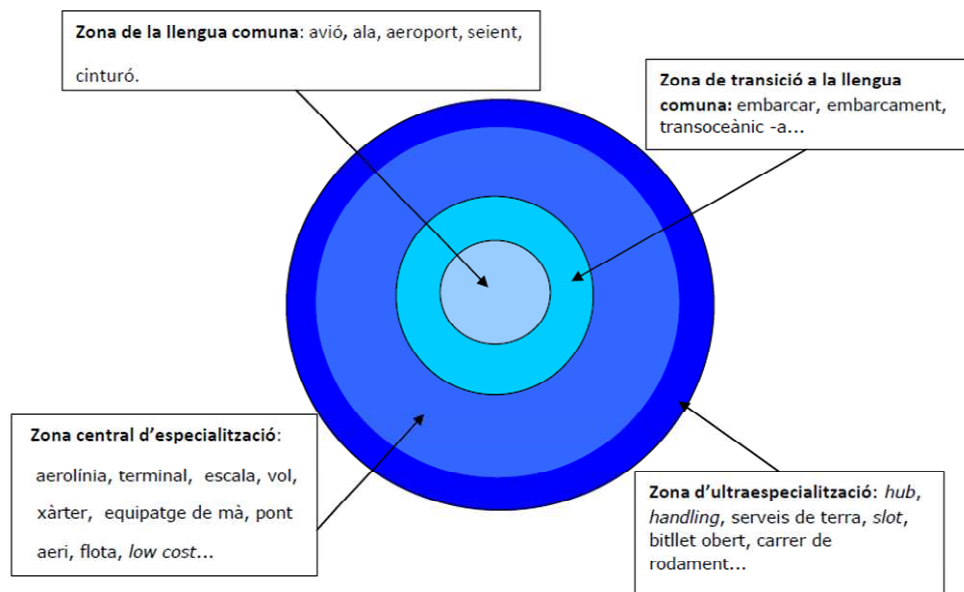 Zona de la llengua comuna: avió, ala, aeroport, seient,
cinturó.
Zona de transició a la llengua
comuna: embarcar, embarcament,
transoceànic -a...
Zona central d’especialització:
aerolínia, terminal, escala, vol,
xàrter, equipatge de mà, pont
aeri, flota, low cost...
Zona d’ultraespecialització: hub,
handling, serveis de terra, slot,
bitllet obert, carrer de
rodament...